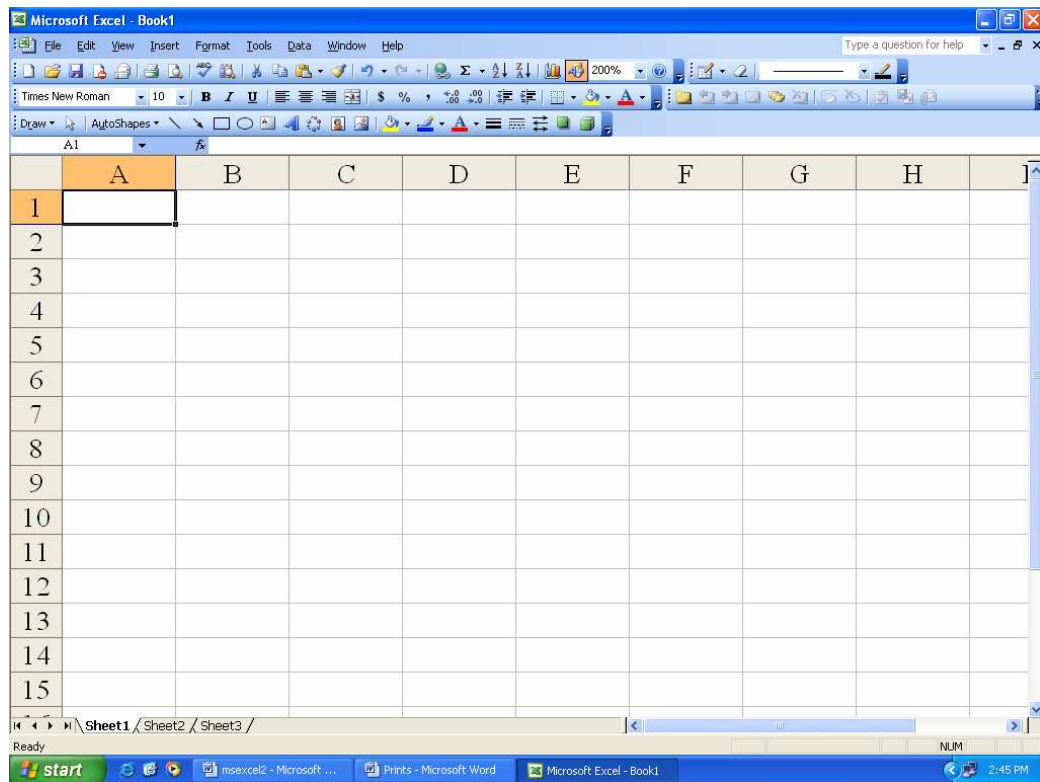 Microsoft Excel - Book1
File Edit View Insert Format Tools Data Window Help Type a question for help
200%
Times New Roman 10 B I U $ % ,
Draw AutoShapes
A1 fx
A B C D E F G H
1
2
3
4
5
6
7
8
9
10
11
12
13
14
15
Sheet1 Sheet2 Sheet3
Ready NUM
start msexcel2 - Microsoft ... Prints - Microsoft Word Microsoft Excel - Book1 2:45 PM